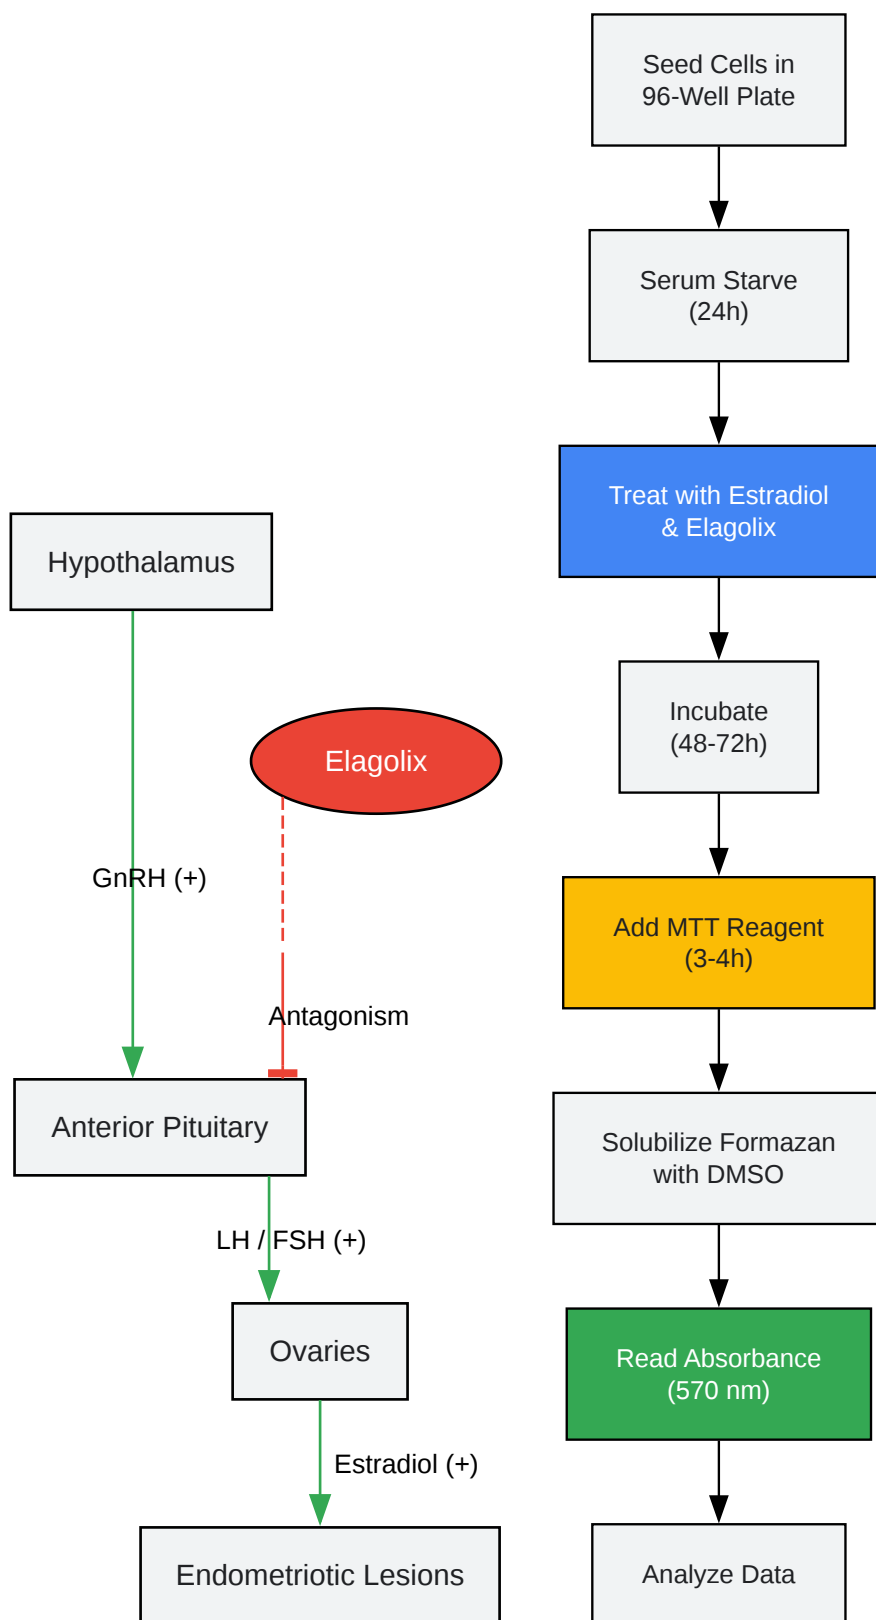 Hypothalamus
Elagolix
GnRH (+)
Antagonism
Anterior Pituitary
LH / FSH (+)
Ovaries
Estradiol (+)
Endometriotic Lesions
Seed Cells in
96-Well Plate
Serum Starve
(24h)
Treat with Estradiol
& Elagolix
Incubate
(48-72h)
Add MTT Reagent
(3-4h)
Solubilize Formazan
with DMSO
Read Absorbance
(570 nm)
Analyze Data